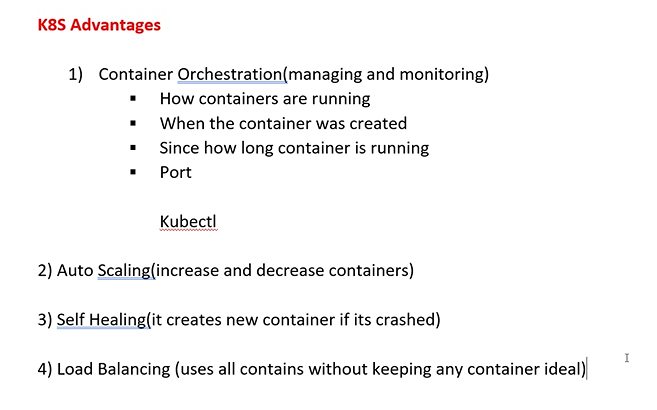 K8S Advantages
1) Container Orchestration(managing and monitoring)
▪ How containers are running
▪ When the container was created
▪ Since how long container is running
▪ Port
Kubectl
2) Auto Scaling(increase and decrease containers)
3) Self Healing(it creates new container if its crashed)
4) Load Balancing (uses all contains without keeping any container ideal)